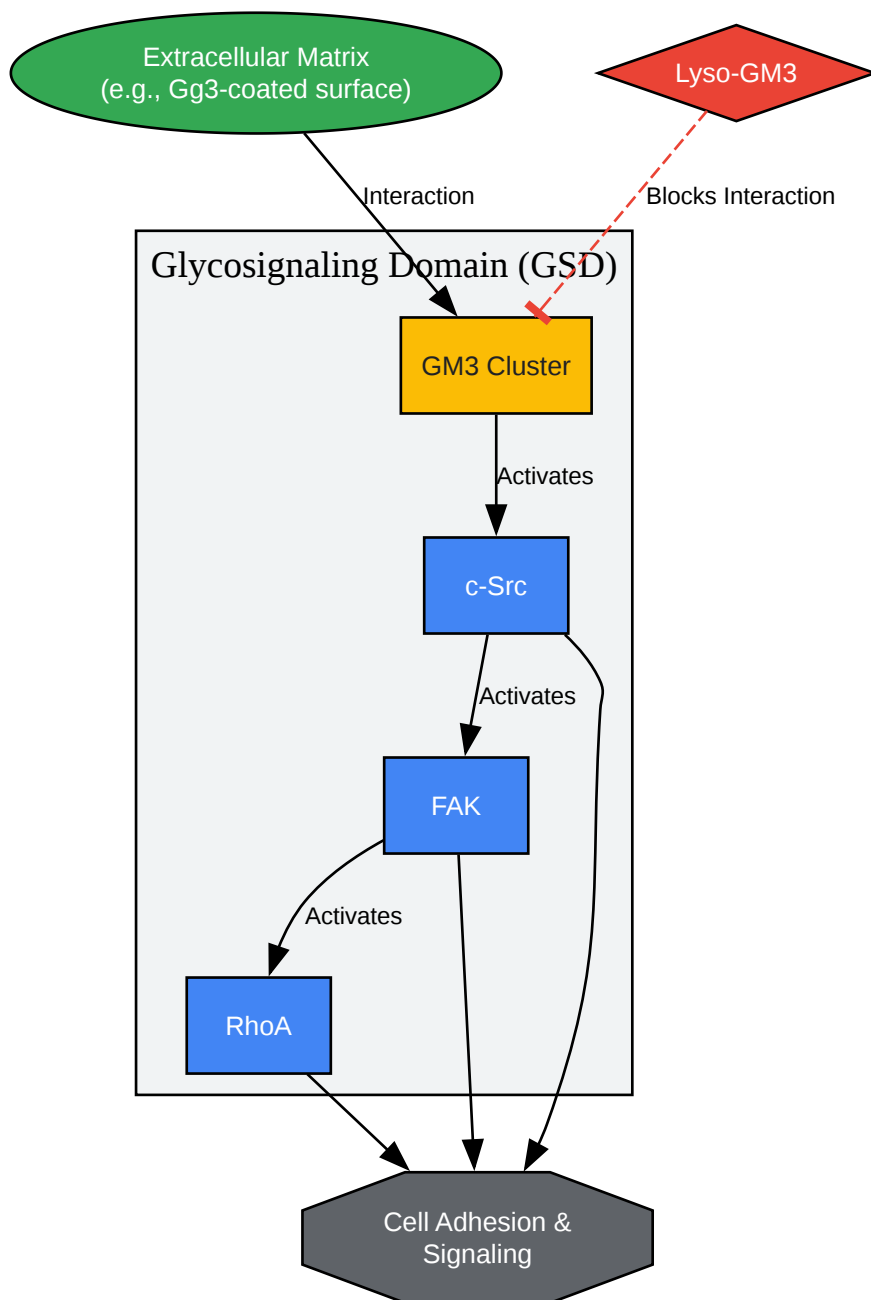 Extracellular Matrix
(e.g., Gg3-coated surface)
Lyso-GM3
Interaction
Blocks Interaction
Glycosignaling Domain (GSD)
GM3 Cluster
Activates
c-Src
Activates
FAK
Activates
RhoA
Cell Adhesion &
Signaling